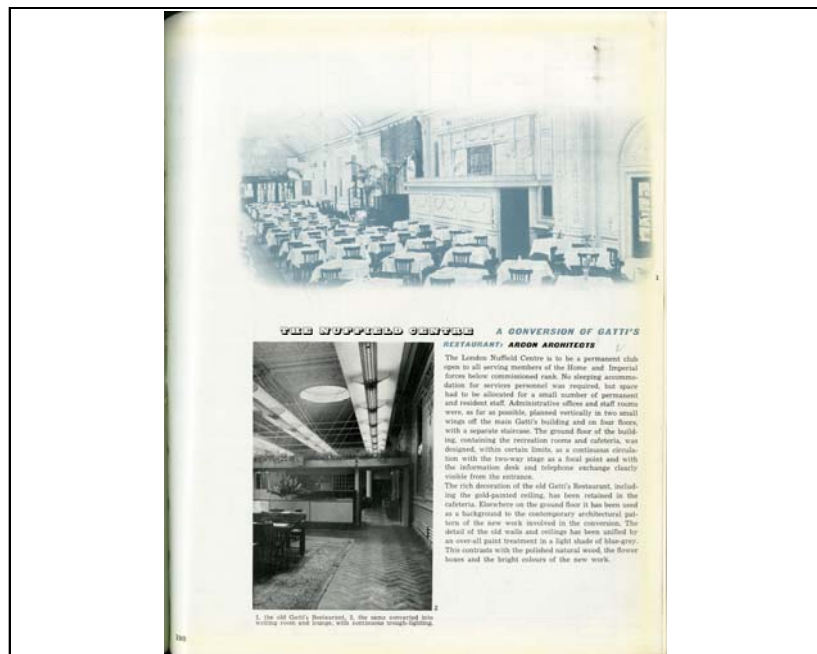 1
THE NUFFIELD CENTRE A CONVERSION OF GATTI'S
RESTAURANT: ARCON ARCHITECTS
The London Nuffield Centre is to be a permanent club
open to all serving members of the Home and Imperial
forces below commissioned rank. No sleeping accommo-
dation for services personnel was required, but space
had to be allocated for a small number of permanent
and resident staff. Administrative offices and staff rooms
were, as far as possible, planned vertically in two small
wings off the main Gatti's building and on four floors,
with a separate staircase. The ground floor of the build-
ing, containing the recreation rooms and cafeteria, was
designed, within certain limits, as a continuous circula-
tion with the two-way stage as a focal point and with
the information desk and telephone exchange clearly
visible from the entrance.
The rich decoration of the old Gatti's Restaurant, includ-
ing the gold-painted ceiling, has been retained in the
cafeteria. Elsewhere on the ground floor it has been used
as a background to the contemporary architectural pat-
tern of the new work involved in the conversion. The
detail of the old walls and ceilings has been unified by
an over-all paint treatment in a light shade of blue-grey.
This contrasts with the polished natural wood, the flower
boxes and the bright colours of the new work.
2
1, the old Gatti's Restaurant, 2, the same converted into
writing room and lounge, with continuous trough-lighting.